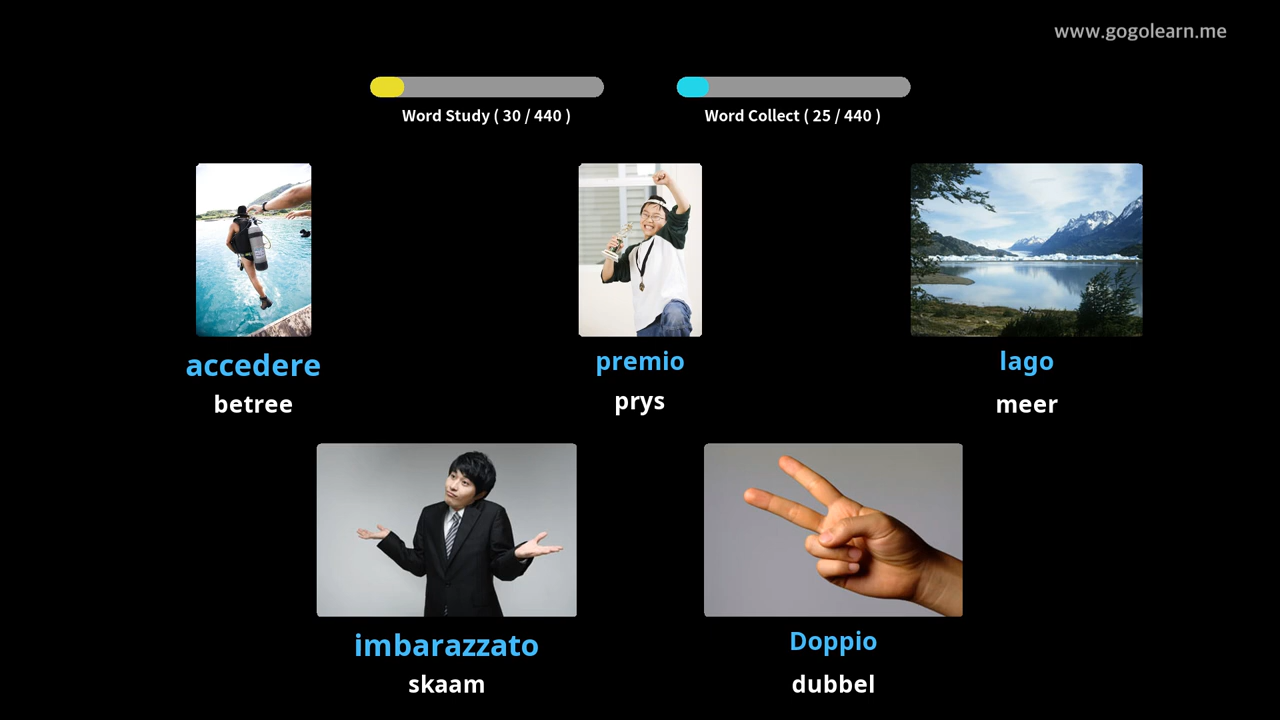 www.gogolearn.me
Word Study ( 30 / 440 )
Word Collect ( 25 / 440 )
accedere
betree
premio
prys
lago
meer
imbarazzato
skaam
Doppio
dubbel